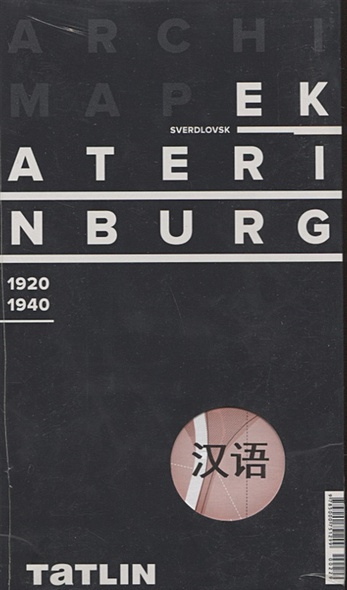 ARCHI
MAP EK
SVERDLOVSK
ATERI
NBURG
1920
1940
汉语
TaTLIN